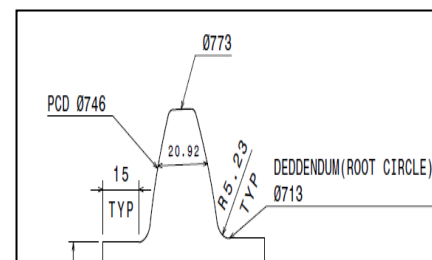 Ø773
PCD Ø746
20.92
15
TYP
R5.23
TYP
DEDDENDUM(ROOT CIRCLE)
Ø713